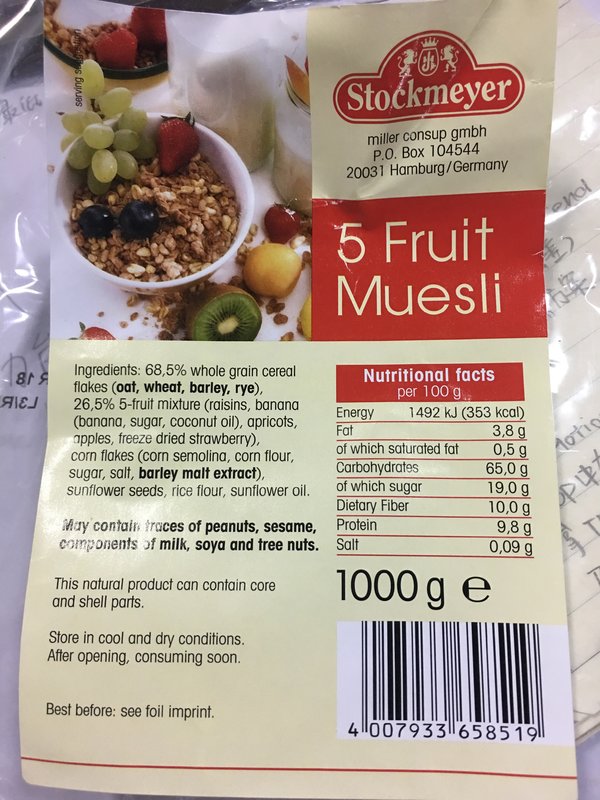 Stockmeyer
miller consup gmbh
P.O. Box 104544
20031 Hamburg/Germany
5 Fruit
Muesli
Ingredients: 68,5% whole grain cereal
flakes (oat, wheat, barley, rye),
26,5% 5-fruit mixture (raisins, banana
(banana, sugar, coconut oil), apricots,
apples, freeze dried strawberry),
corn flakes (corn semolina, corn flour,
sugar, salt, barley malt extract),
sunflower seeds, rice flour, sunflower oil.
May contain traces of peanuts, sesame,
components of milk, soya and tree nuts.
This natural product can contain core
and shell parts.
Store in cool and dry conditions.
After opening, consuming soon.
Best before: see foil imprint.
Nutritional facts
per 100 g
Energy 1492 kJ (353 kcal)
Fat 3,8 g
of which saturated fat 0,5 g
Carbohydrates 65,0 g
of which sugar 19,0 g
Dietary Fiber 10,0 g
Protein 9,8 g
Salt 0,09 g
1000 g e
4 007933 658519